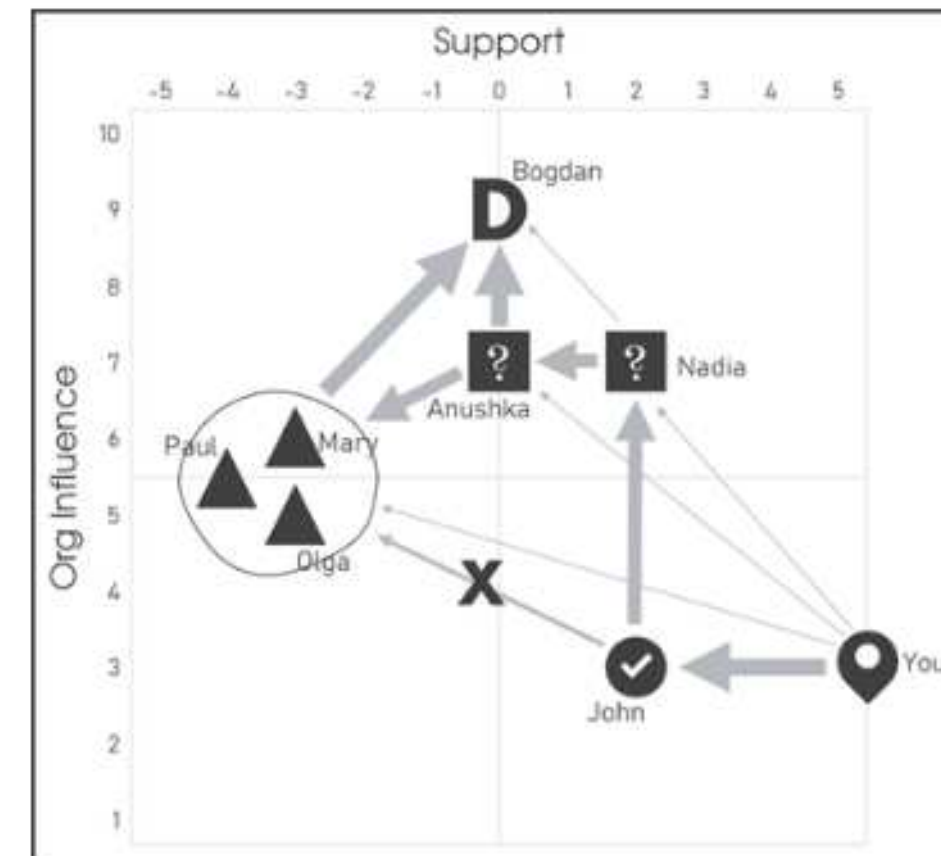 Support
-5 -4 -3 -2 -1 0 1 2 3 4 5
Org Influence
10
9
8
7
6
5
4
3
2
1
Bogdan
D
?
?
Nadia
Anushka
Paul
Mary
Olga
X
You
John